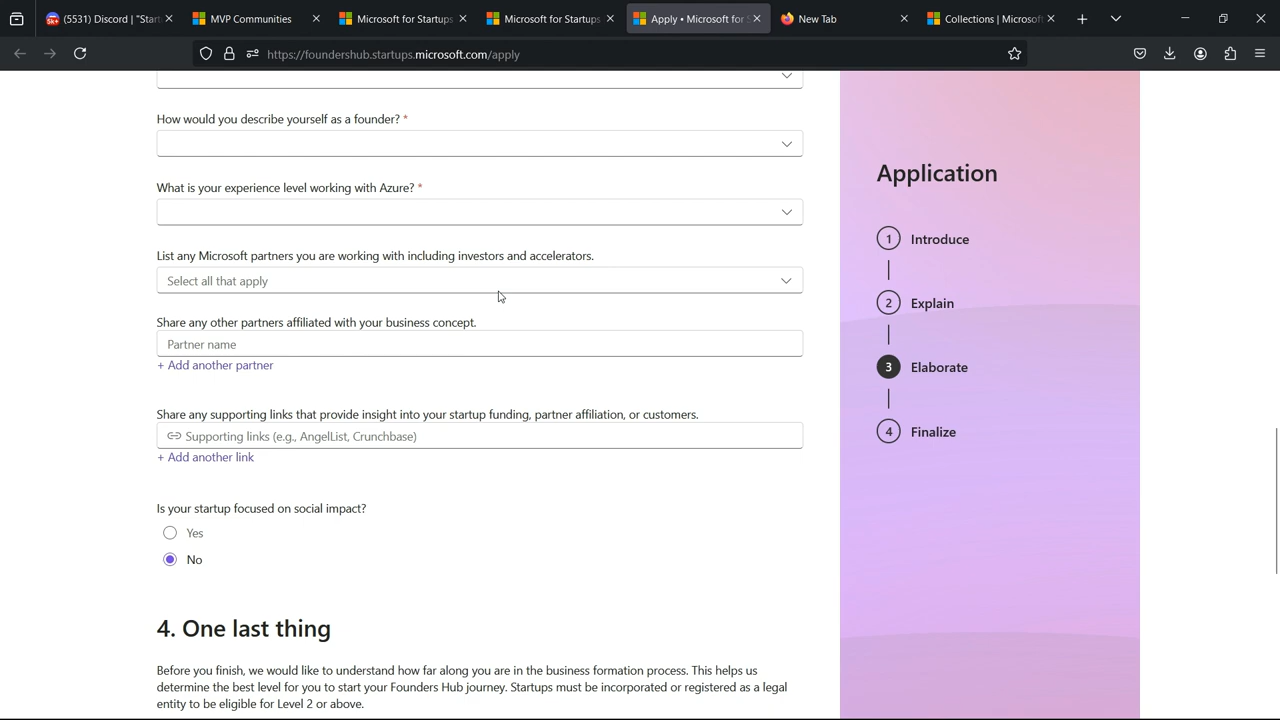 (5531) Discord | "Start
MVP Communities
Microsoft for Startups
Microsoft for Startups
Apply • Microsoft for S
New Tab
Collections | Microsoft
https://foundershub.startups.microsoft.com/apply
How would you describe yourself as a founder? *
What is your experience level working with Azure? *
List any Microsoft partners you are working with including investors and accelerators.
Select all that apply
Share any other partners affiliated with your business concept.
Partner name
+ Add another partner
Share any supporting links that provide insight into your startup funding, partner affiliation, or customers.
Supporting links (e.g., AngelList, Crunchbase)
+ Add another link
Is your startup focused on social impact?
Yes
No
4. One last thing
Before you finish, we would like to understand how far along you are in the business formation process. This helps us
determine the best level for you to start your Founders Hub journey. Startups must be incorporated or registered as a legal
entity to be eligible for Level 2 or above.
Application
1 Introduce
2 Explain
3 Elaborate
4 Finalize